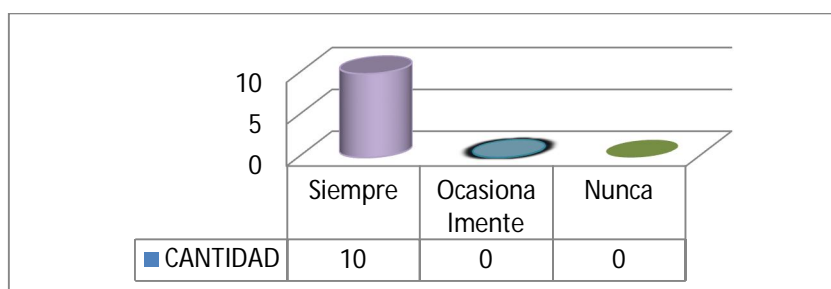 10
5
0
Siempre
Ocasiona
lmente
Nunca
CANTIDAD 10 0 0